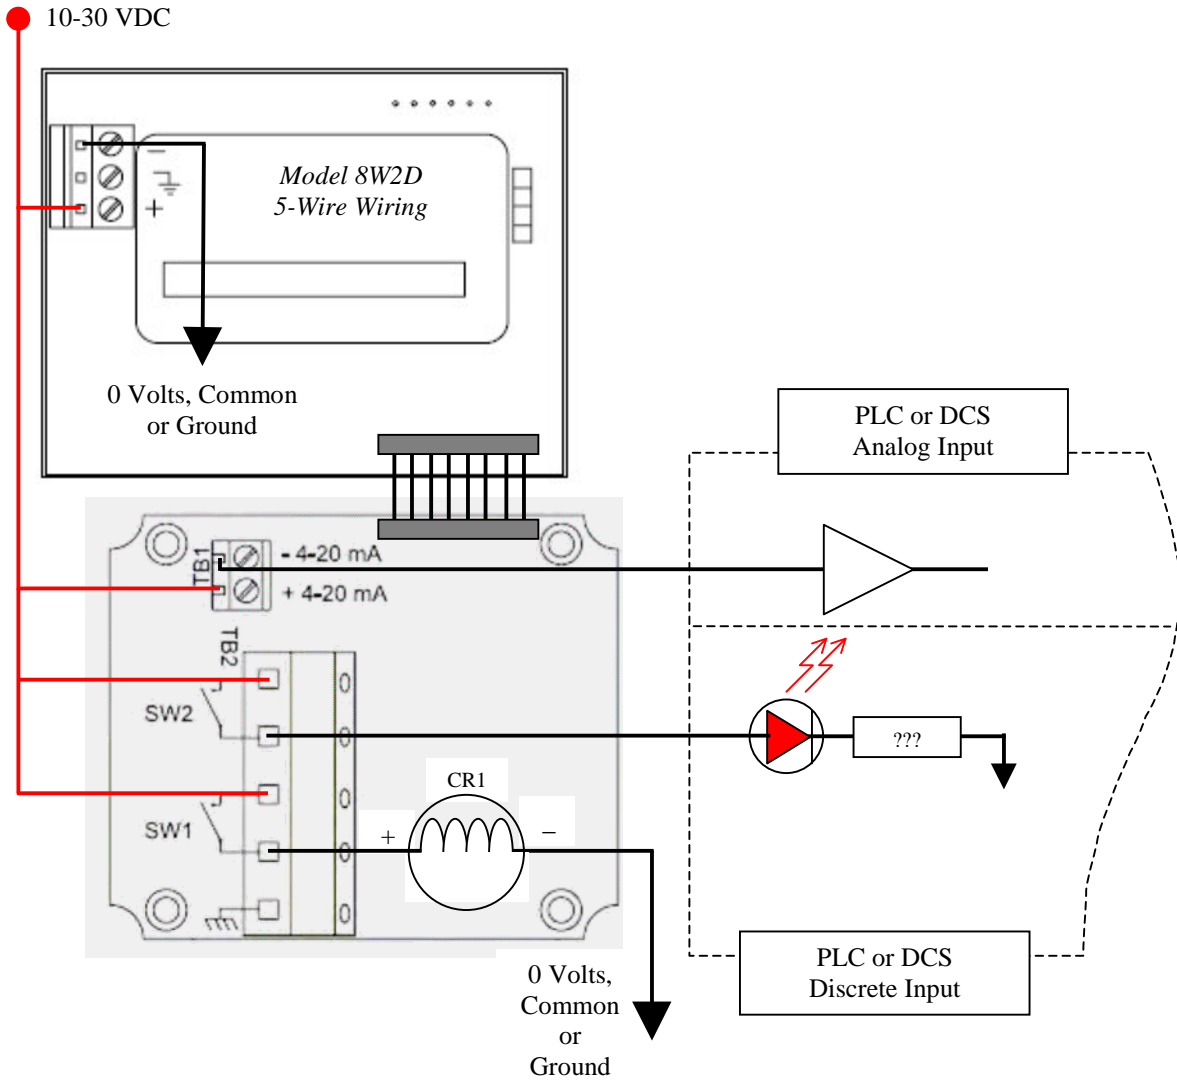 10-30 VDC
−
+
Model 8W2D
5-Wire Wiring
0 Volts, Common
or Ground
PLC or DCS
Analog Input
TB1
- 4-20 mA
+ 4-20 mA
TB2
SW2
???
CR1
SW1
+
−
PLC or DCS
Discrete Input
0 Volts,
Common
or
Ground